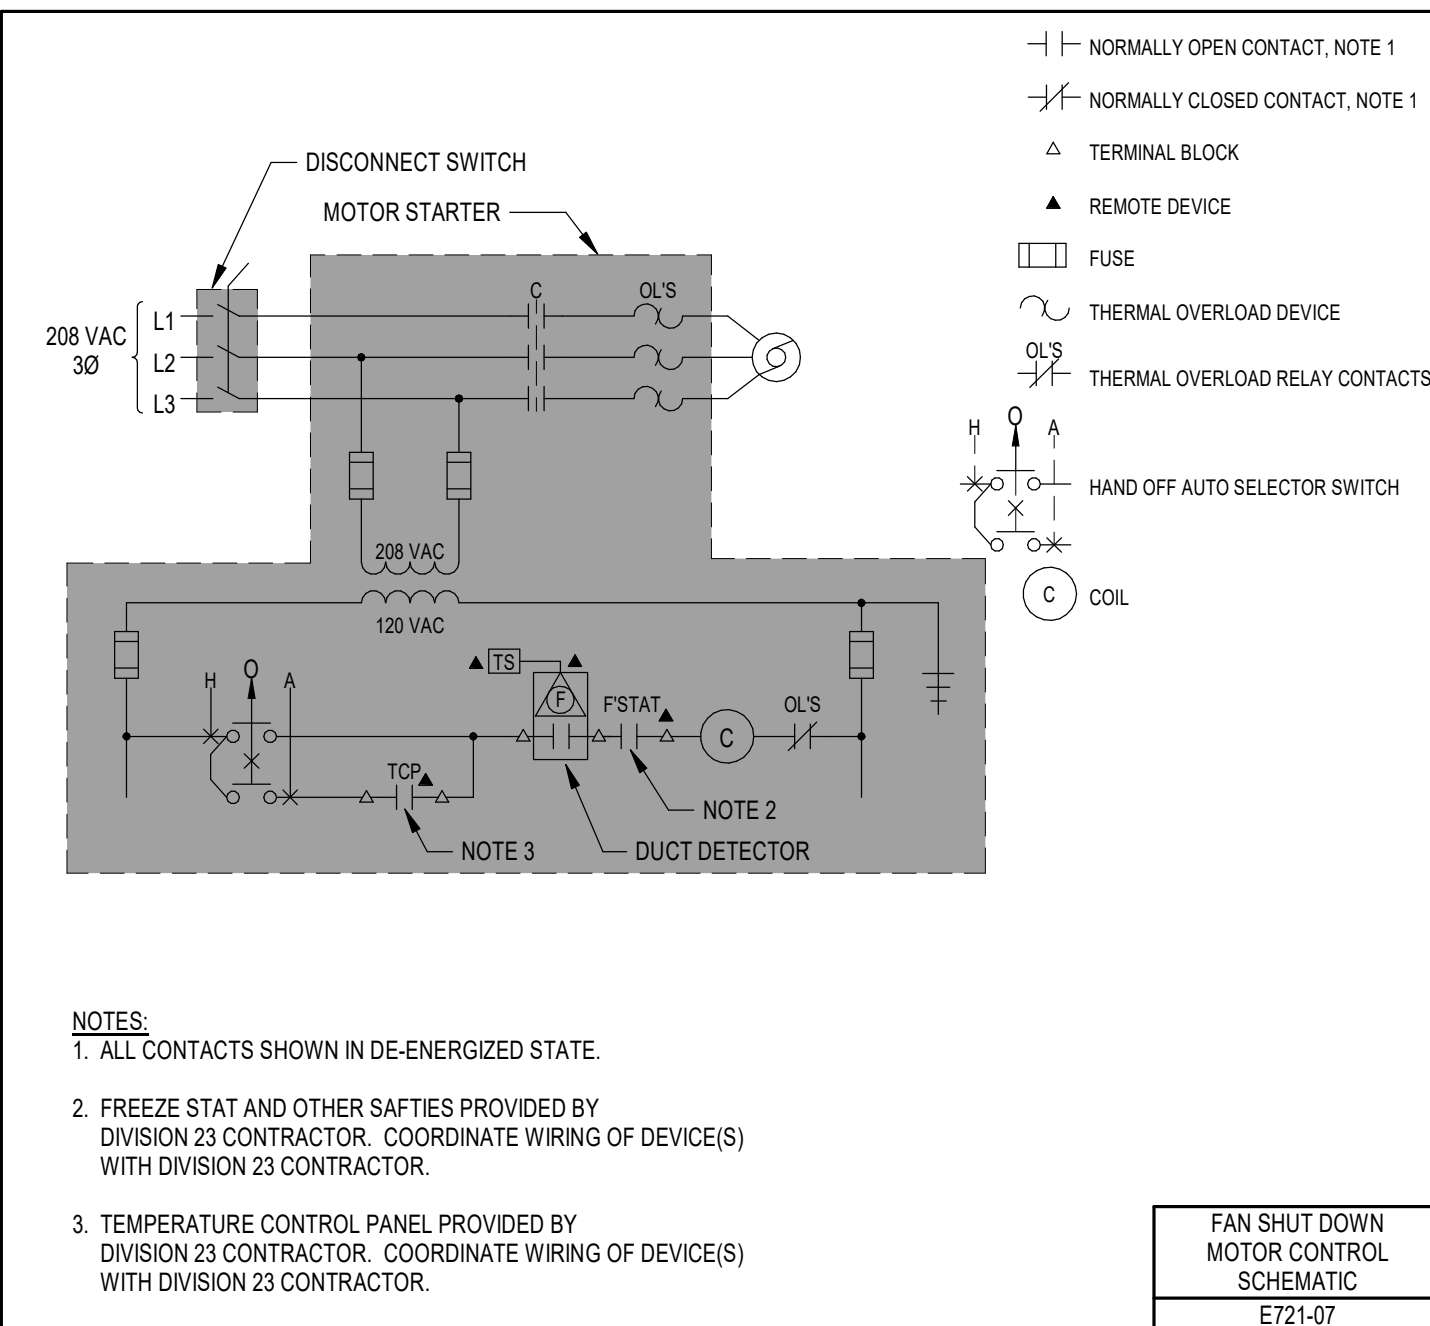 NORMALLY OPEN CONTACT, NOTE 1
NORMALLY CLOSED CONTACT, NOTE 1
TERMINAL BLOCK
REMOTE DEVICE
FUSE
THERMAL OVERLOAD DEVICE
OL'S
THERMAL OVERLOAD RELAY CONTACTS
H O A
HAND OFF AUTO SELECTOR SWITCH
C
COIL
DISCONNECT SWITCH
MOTOR STARTER
C
OL'S
208 VAC
3Ø
L1
L2
L3
208 VAC
120 VAC
TS
F
H O A
F'STAT
OL'S
C
TCP
NOTE 2
NOTE 3
DUCT DETECTOR
NOTES:
1. ALL CONTACTS SHOWN IN DE-ENERGIZED STATE.
2. FREEZE STAT AND OTHER SAFTIES PROVIDED BY
DIVISION 23 CONTRACTOR. COORDINATE WIRING OF DEVICE(S)
WITH DIVISION 23 CONTRACTOR.
3. TEMPERATURE CONTROL PANEL PROVIDED BY
DIVISION 23 CONTRACTOR. COORDINATE WIRING OF DEVICE(S)
WITH DIVISION 23 CONTRACTOR.
FAN SHUT DOWN
MOTOR CONTROL
SCHEMATIC
E721-07